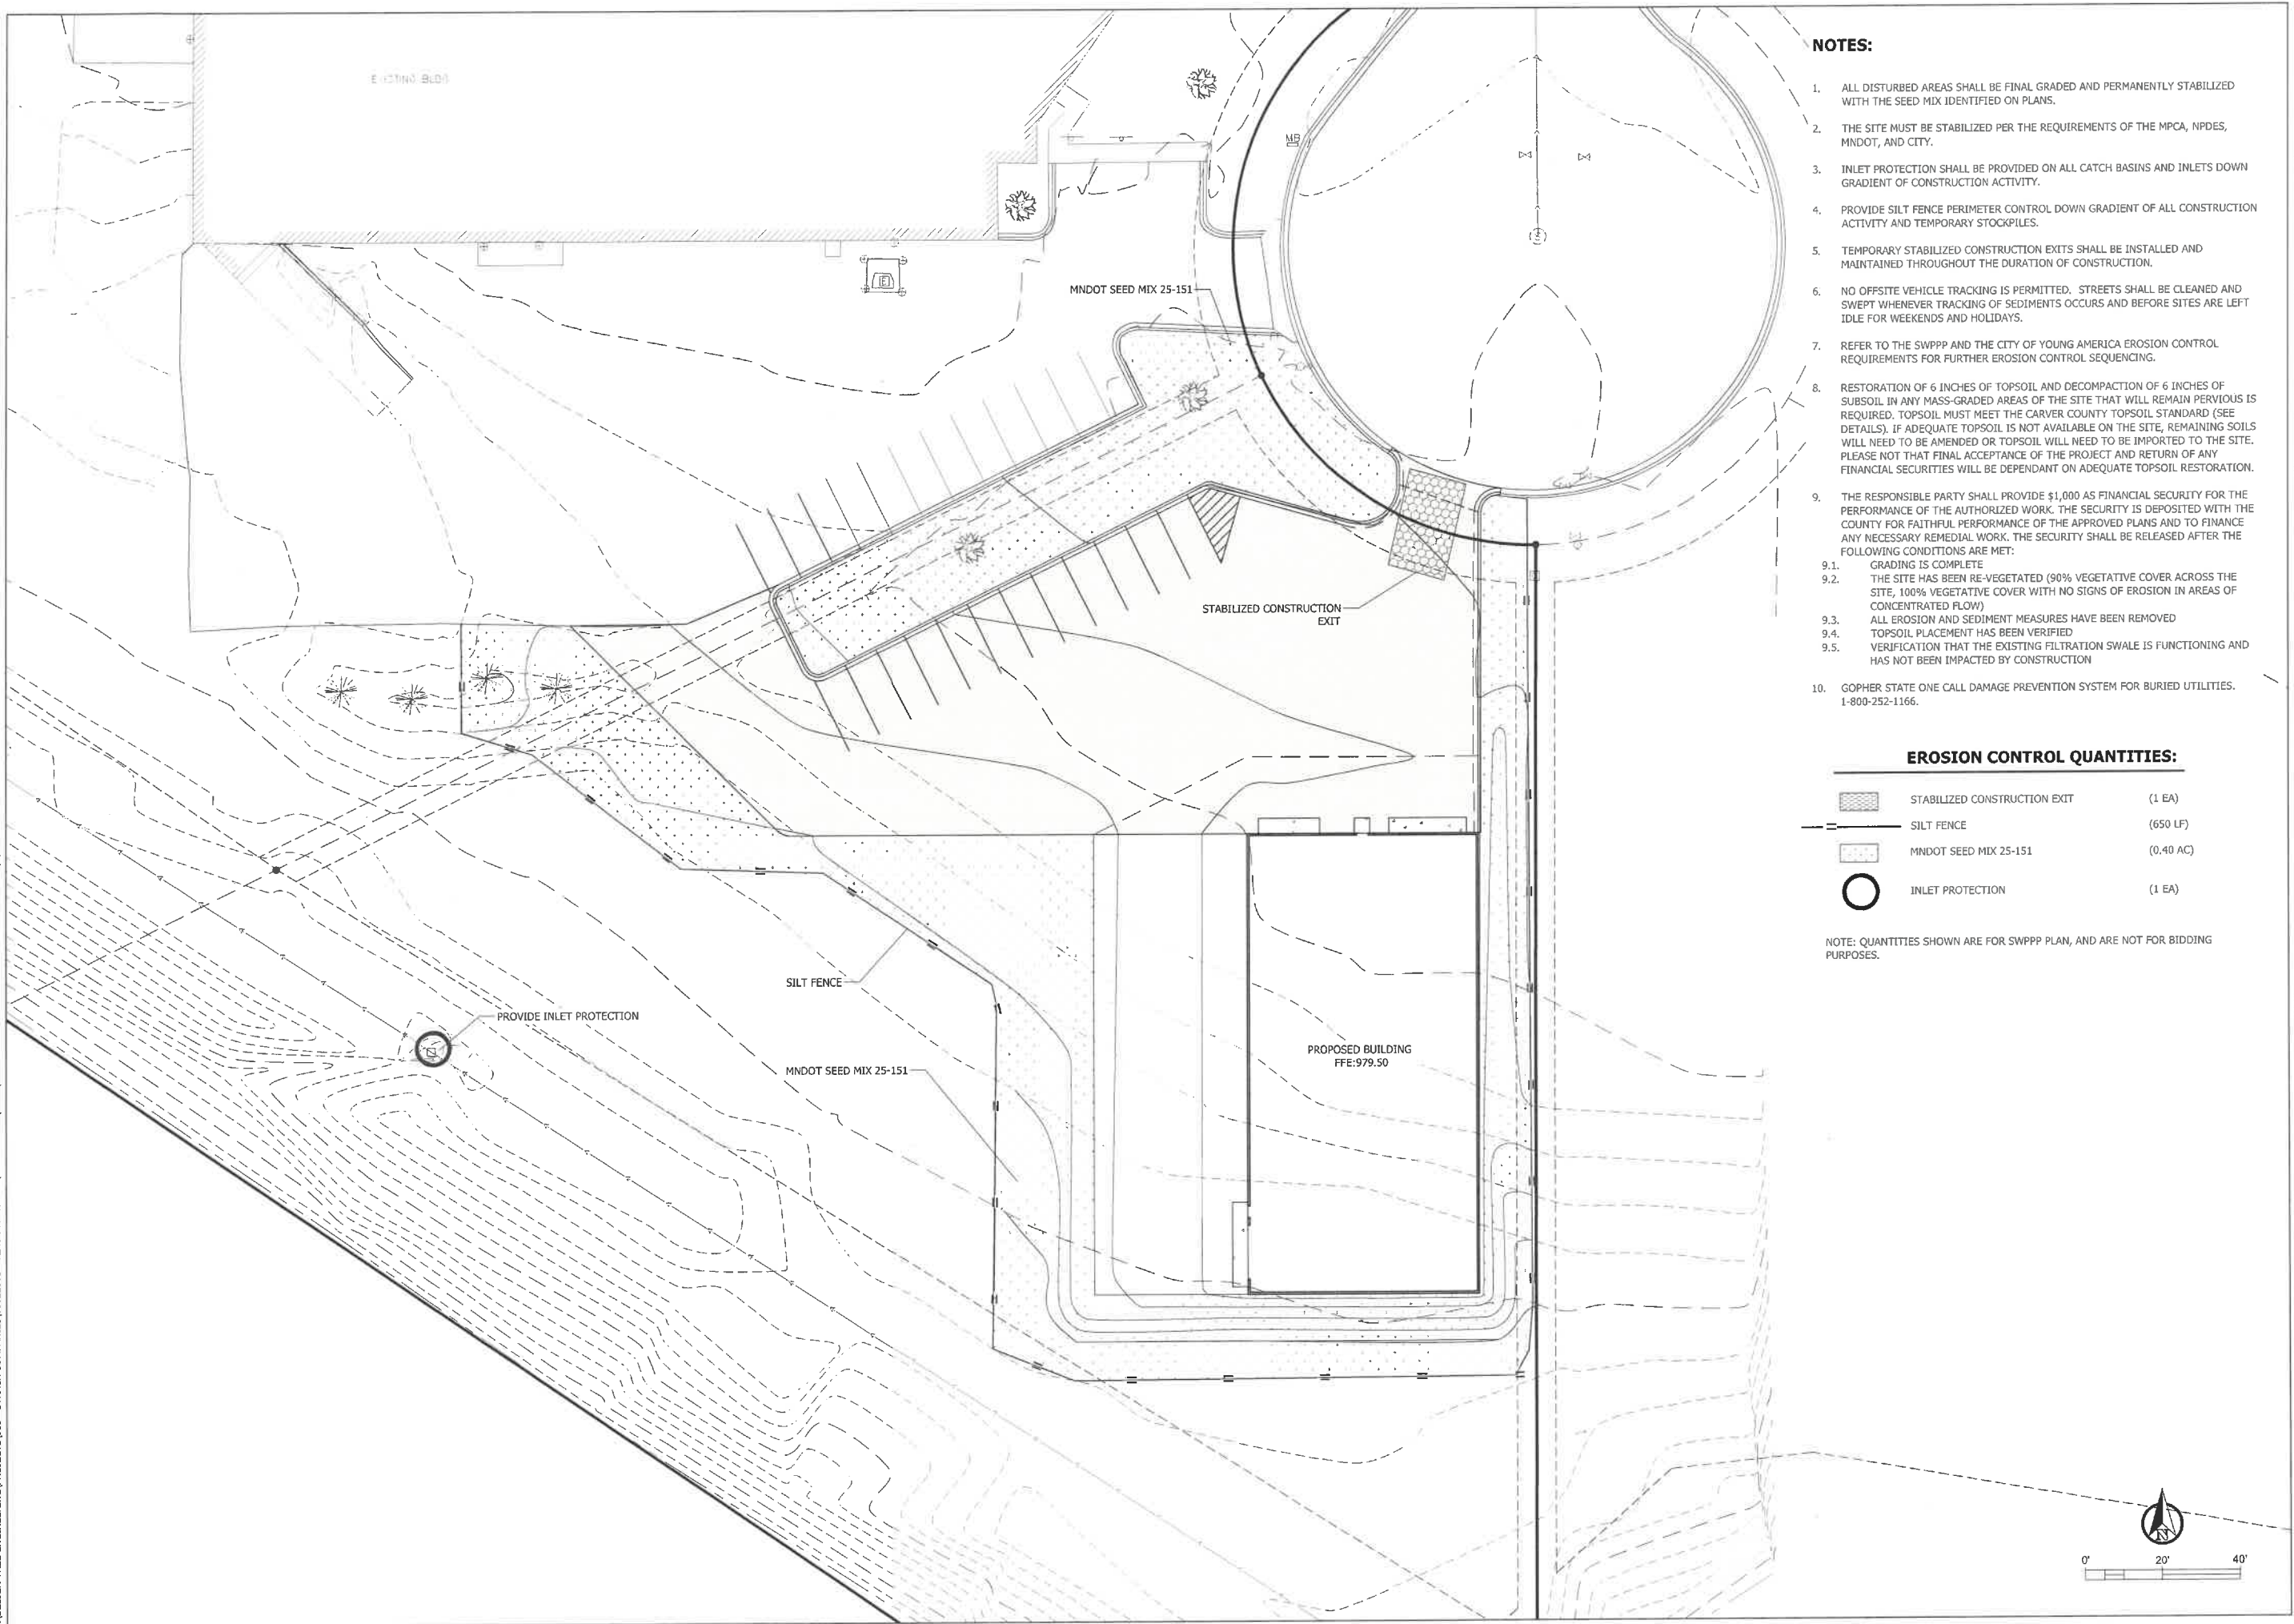 EXISTING BLDG
MB
E
MNDOT SEED MIX 25-151
STABILIZED CONSTRUCTION
EXIT
SILT FENCE
PROVIDE INLET PROTECTION
MNDOT SEED MIX 25-151
PROPOSED BUILDING
FFE:979.50
NOTES:
1. ALL DISTURBED AREAS SHALL BE FINAL GRADED AND PERMANENTLY STABILIZED
WITH THE SEED MIX IDENTIFIED ON PLANS.
2. THE SITE MUST BE STABILIZED PER THE REQUIREMENTS OF THE MPCA, NPDES,
MNDOT, AND CITY.
3. INLET PROTECTION SHALL BE PROVIDED ON ALL CATCH BASINS AND INLETS DOWN
GRADIENT OF CONSTRUCTION ACTIVITY.
4. PROVIDE SILT FENCE PERIMETER CONTROL DOWN GRADIENT OF ALL CONSTRUCTION
ACTIVITY AND TEMPORARY STOCKPILES.
5. TEMPORARY STABILIZED CONSTRUCTION EXITS SHALL BE INSTALLED AND
MAINTAINED THROUGHOUT THE DURATION OF CONSTRUCTION.
6. NO OFFSITE VEHICLE TRACKING IS PERMITTED. STREETS SHALL BE CLEANED AND
SWEPT WHENEVER TRACKING OF SEDIMENTS OCCURS AND BEFORE SITES ARE LEFT
IDLE FOR WEEKENDS AND HOLIDAYS.
7. REFER TO THE SWPPP AND THE CITY OF YOUNG AMERICA EROSION CONTROL
REQUIREMENTS FOR FURTHER EROSION CONTROL SEQUENCING.
8. RESTORATION OF 6 INCHES OF TOPSOIL AND DECOMPACTION OF 6 INCHES OF
SUBSOIL IN ANY MASS-GRADED AREAS OF THE SITE THAT WILL REMAIN PERVIOUS IS
REQUIRED. TOPSOIL MUST MEET THE CARVER COUNTY TOPSOIL STANDARD (SEE
DETAILS). IF ADEQUATE TOPSOIL IS NOT AVAILABLE ON THE SITE, REMAINING SOILS
WILL NEED TO BE AMENDED OR TOPSOIL WILL NEED TO BE IMPORTED TO THE SITE.
PLEASE NOT THAT FINAL ACCEPTANCE OF THE PROJECT AND RETURN OF ANY
FINANCIAL SECURITIES WILL BE DEPENDANT ON ADEQUATE TOPSOIL RESTORATION.
9. THE RESPONSIBLE PARTY SHALL PROVIDE $1,000 AS FINANCIAL SECURITY FOR THE
PERFORMANCE OF THE AUTHORIZED WORK. THE SECURITY IS DEPOSITED WITH THE
COUNTY FOR FAITHFUL PERFORMANCE OF THE APPROVED PLANS AND TO FINANCE
ANY NECESSARY REMEDIAL WORK. THE SECURITY SHALL BE RELEASED AFTER THE
FOLLOWING CONDITIONS ARE MET:
9.1. GRADING IS COMPLETE
9.2. THE SITE HAS BEEN RE-VEGETATED (90% VEGETATIVE COVER ACROSS THE
SITE, 100% VEGETATIVE COVER WITH NO SIGNS OF EROSION IN AREAS OF
CONCENTRATED FLOW)
9.3. ALL EROSION AND SEDIMENT MEASURES HAVE BEEN REMOVED
9.4. TOPSOIL PLACEMENT HAS BEEN VERIFIED
9.5. VERIFICATION THAT THE EXISTING FILTRATION SWALE IS FUNCTIONING AND
HAS NOT BEEN IMPACTED BY CONSTRUCTION
10. GOPHER STATE ONE CALL DAMAGE PREVENTION SYSTEM FOR BURIED UTILITIES.
1-800-252-1166.
EROSION CONTROL QUANTITIES:
STABILIZED CONSTRUCTION EXIT (1 EA)
SILT FENCE (650 LF)
MNDOT SEED MIX 25-151 (0.40 AC)
INLET PROTECTION (1 EA)
NOTE: QUANTITIES SHOWN ARE FOR SWPPP PLAN, AND ARE NOT FOR BIDDING
PURPOSES.
N
0' 20' 40'